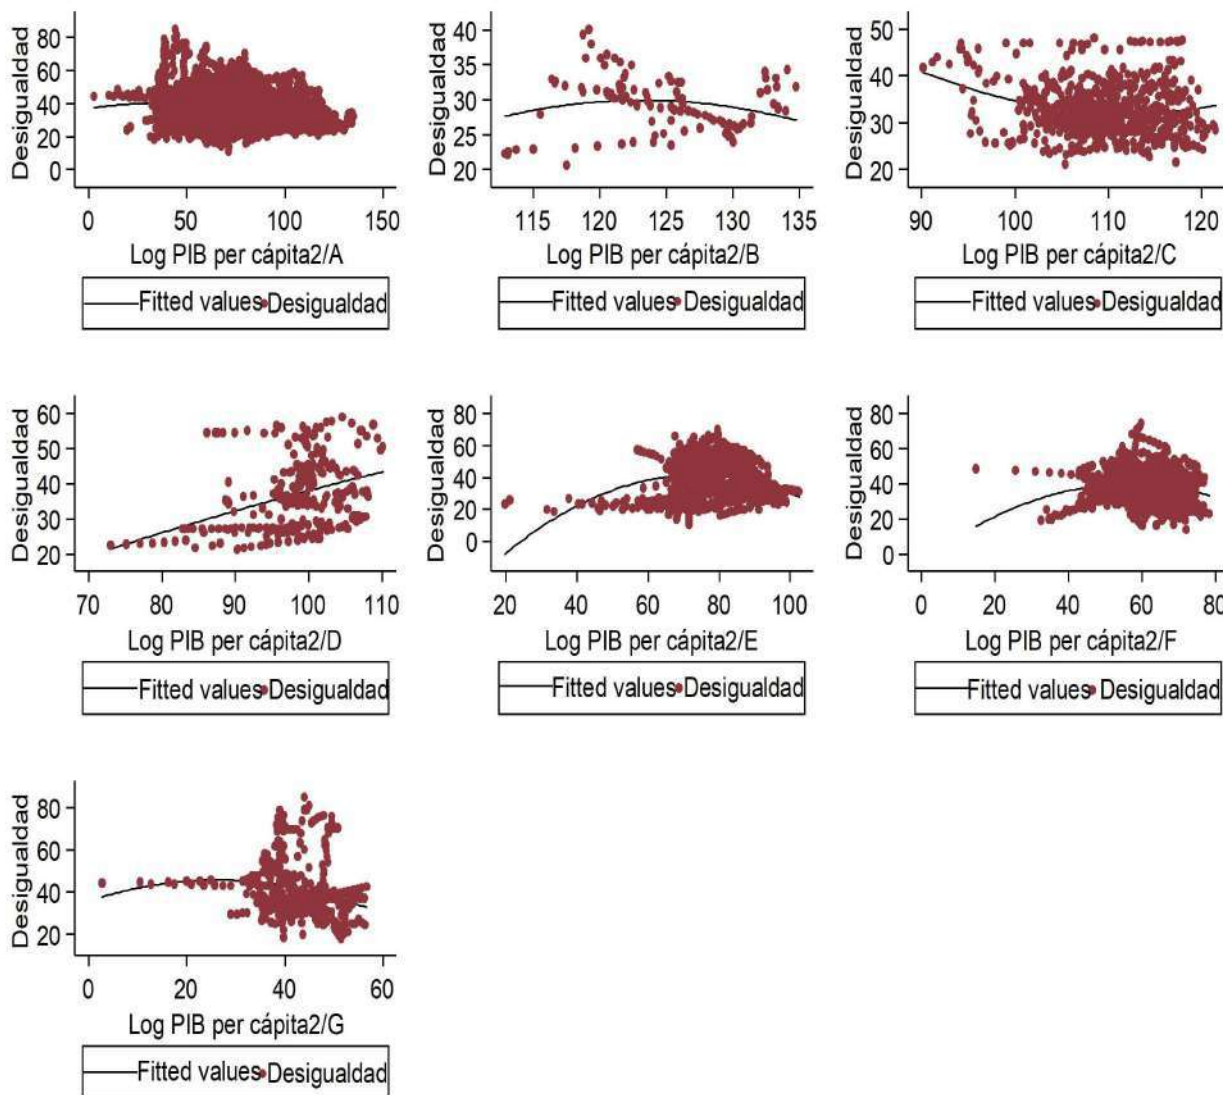 Desigualdad
80
60
40
20
0
0 50 100 150
Log PIB per cápita2/A
Fitted values Desigualdad
Desigualdad
40
35
30
25
20
115 120 125 130 135
Log PIB per cápita2/B
Fitted values Desigualdad
Desigualdad
50
40
30
20
90 100 110 120
Log PIB per cápita2/C
Fitted values Desigualdad
Desigualdad
60
50
40
30
20
70 80 90 100 110
Log PIB per cápita2/D
Fitted values Desigualdad
Desigualdad
80
60
40
20
0
20 40 60 80 100
Log PIB per cápita2/E
Fitted values Desigualdad
Desigualdad
80
60
40
20
0
0 20 40 60 80
Log PIB per cápita2/F
Fitted values Desigualdad
Desigualdad
80
60
40
20
0 20 40 60
Log PIB per cápita2/G
Fitted values Desigualdad